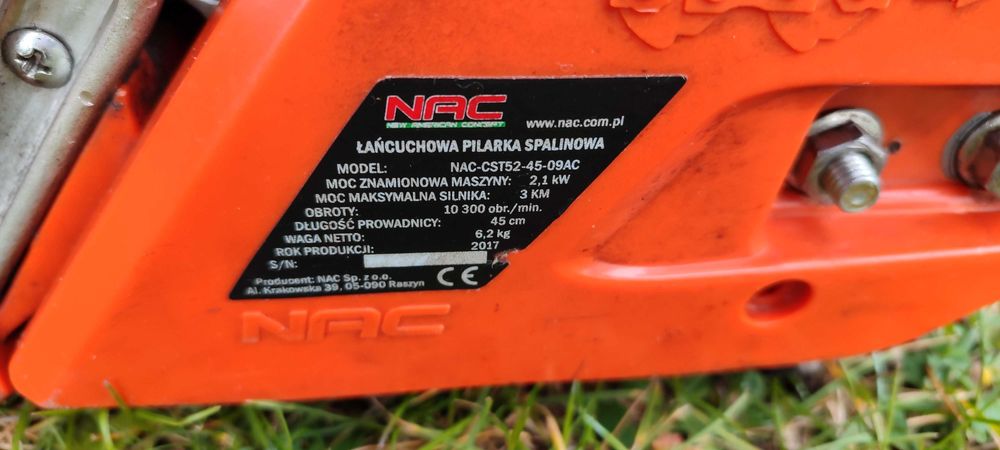 NAC
NEW AMERICAN CONCEPT
www.nac.com.pl
ŁAŃCUCHOWA PILARKA SPALINOWA
MODEL: NAC-CST52-45-09AC
MOC ZNAMIONOWA MASZYNY: 2,1 kW
MOC MAKSYMALNA SILNIKA: 3 KM
OBROTY: 10 300 obr./min.
DŁUGOŚĆ PROWADNICY: 45 cm
WAGA NETTO: 6,2 kg
ROK PRODUKCJI: 2017
S/N:
Producent: NAC Sp. z o.o.
Al. Krakowska 39, 05-090 Raszyn
CE
NAC